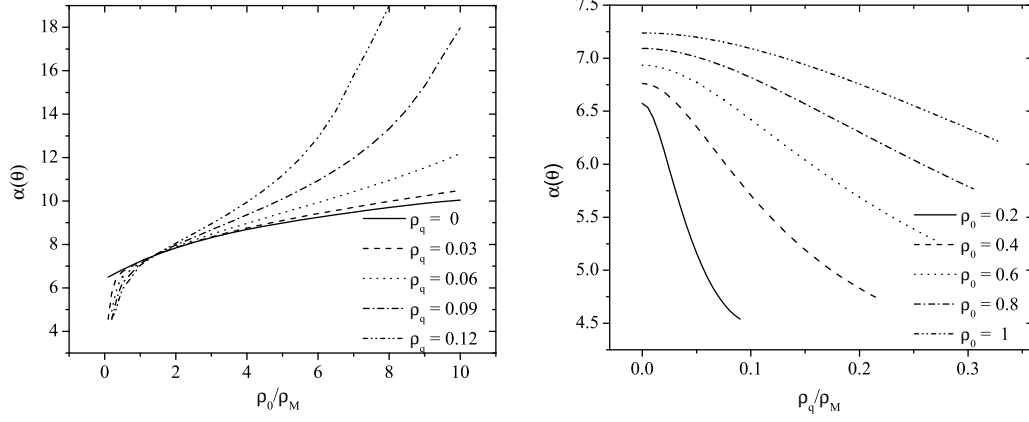 18
16
14
12
10
8
6
4
α(θ)
ρq = 0
ρq = 0.03
ρq = 0.06
ρq = 0.09
ρq = 0.12
0 2 4 6 8 10
ρ0/ρM
7.5
7.0
6.5
6.0
5.5
5.0
4.5
α(θ)
ρ0 = 0.2
ρ0 = 0.4
ρ0 = 0.6
ρ0 = 0.8
ρ0 = 1
0.0 0.1 0.2 0.3
ρq/ρM